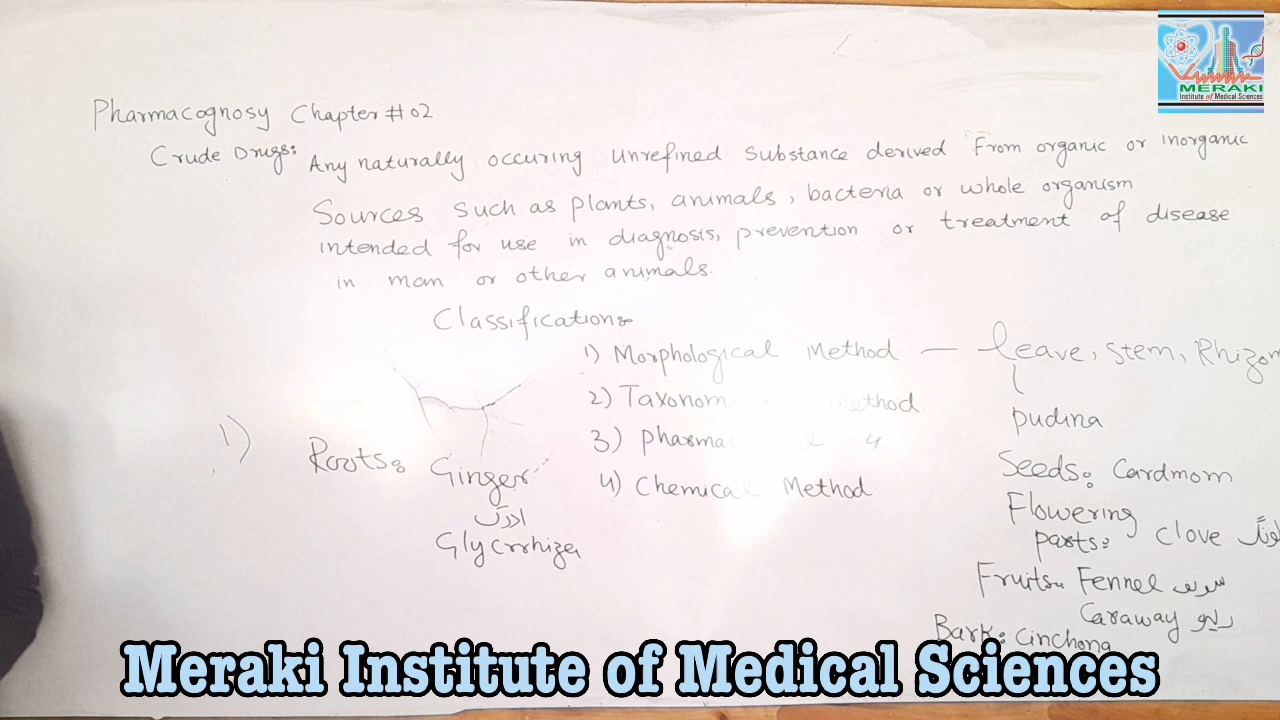 MERAKI
Institute of Medical Sciences
Pharmacognosy Chapter # 02
Crude Drugs: Any naturally occuring unrefined substance derived from organic or inorganic
Sources such as plants, animals, bacteria or whole organism
intended for use in diagnosis, prevention or treatment of disease
in man or other animals.
Classification:
1) Morphological Method — leave, stem, Rhizom
2) Taxonom Method
pudina
3) pharma
4) Chemical Method
1) Roots: Ginger
ادرک
Glycrrhiza
Seeds: Cardmom
Flowering
parts: Clove
Fruits: Fennel سونف
Caraway
Bark: Cinchona
Meraki Institute of Medical Sciences